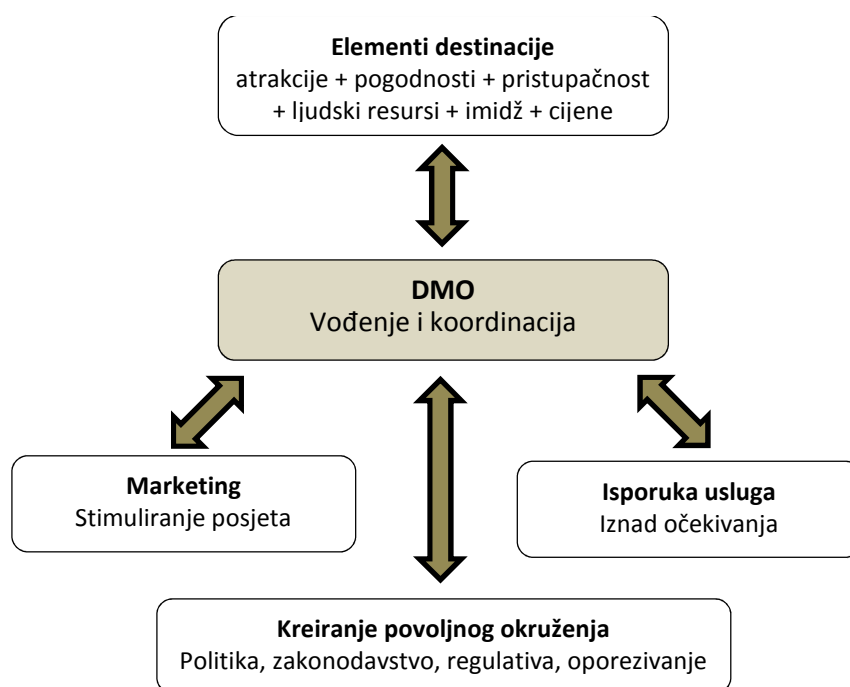 Elementi destinacije
atrakcije + pogodnosti + pristupačnost
+ ljudski resursi + imidž + cijene
DMO
Vođenje i koordinacija
Marketing
Stimuliranje posjeta
Isporuka usluga
Iznad očekivanja
Kreiranje povoljnog okruženja
Politika, zakonodavstvo, regulativa, oporezivanje